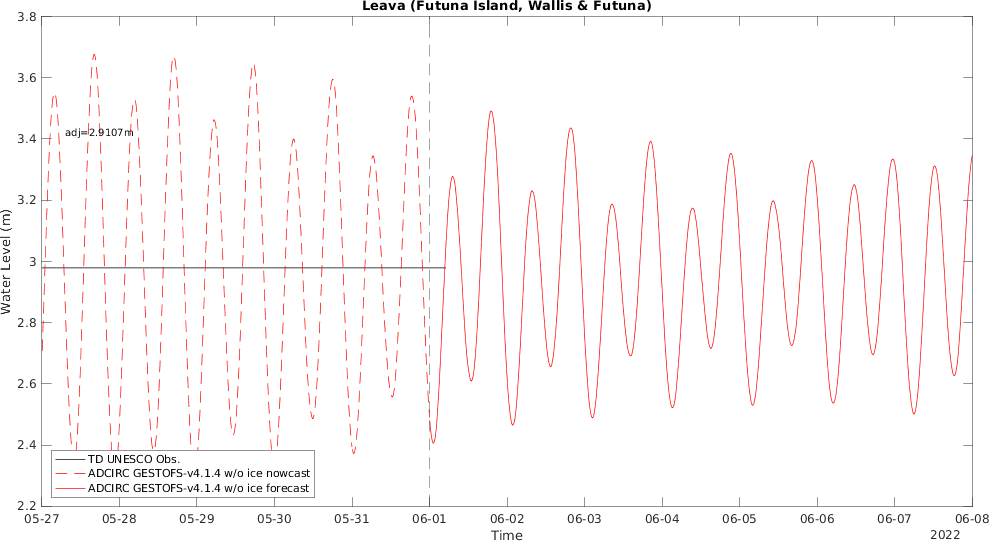 Leava (Futuna Island, Wallis & Futuna)
3.8
3.6
3.4
3.2
3
2.8
2.6
2.4
2.2
Water Level (m)
adj=2.9107m
TD UNESCO Obs.
ADCIRC GESTOFS-v4.1.4 w/o ice nowcast
ADCIRC GESTOFS-v4.1.4 w/o ice forecast
05-27 05-28 05-29 05-30 05-31 06-01 06-02 06-03 06-04 06-05 06-06 06-07 06-08
Time
2022